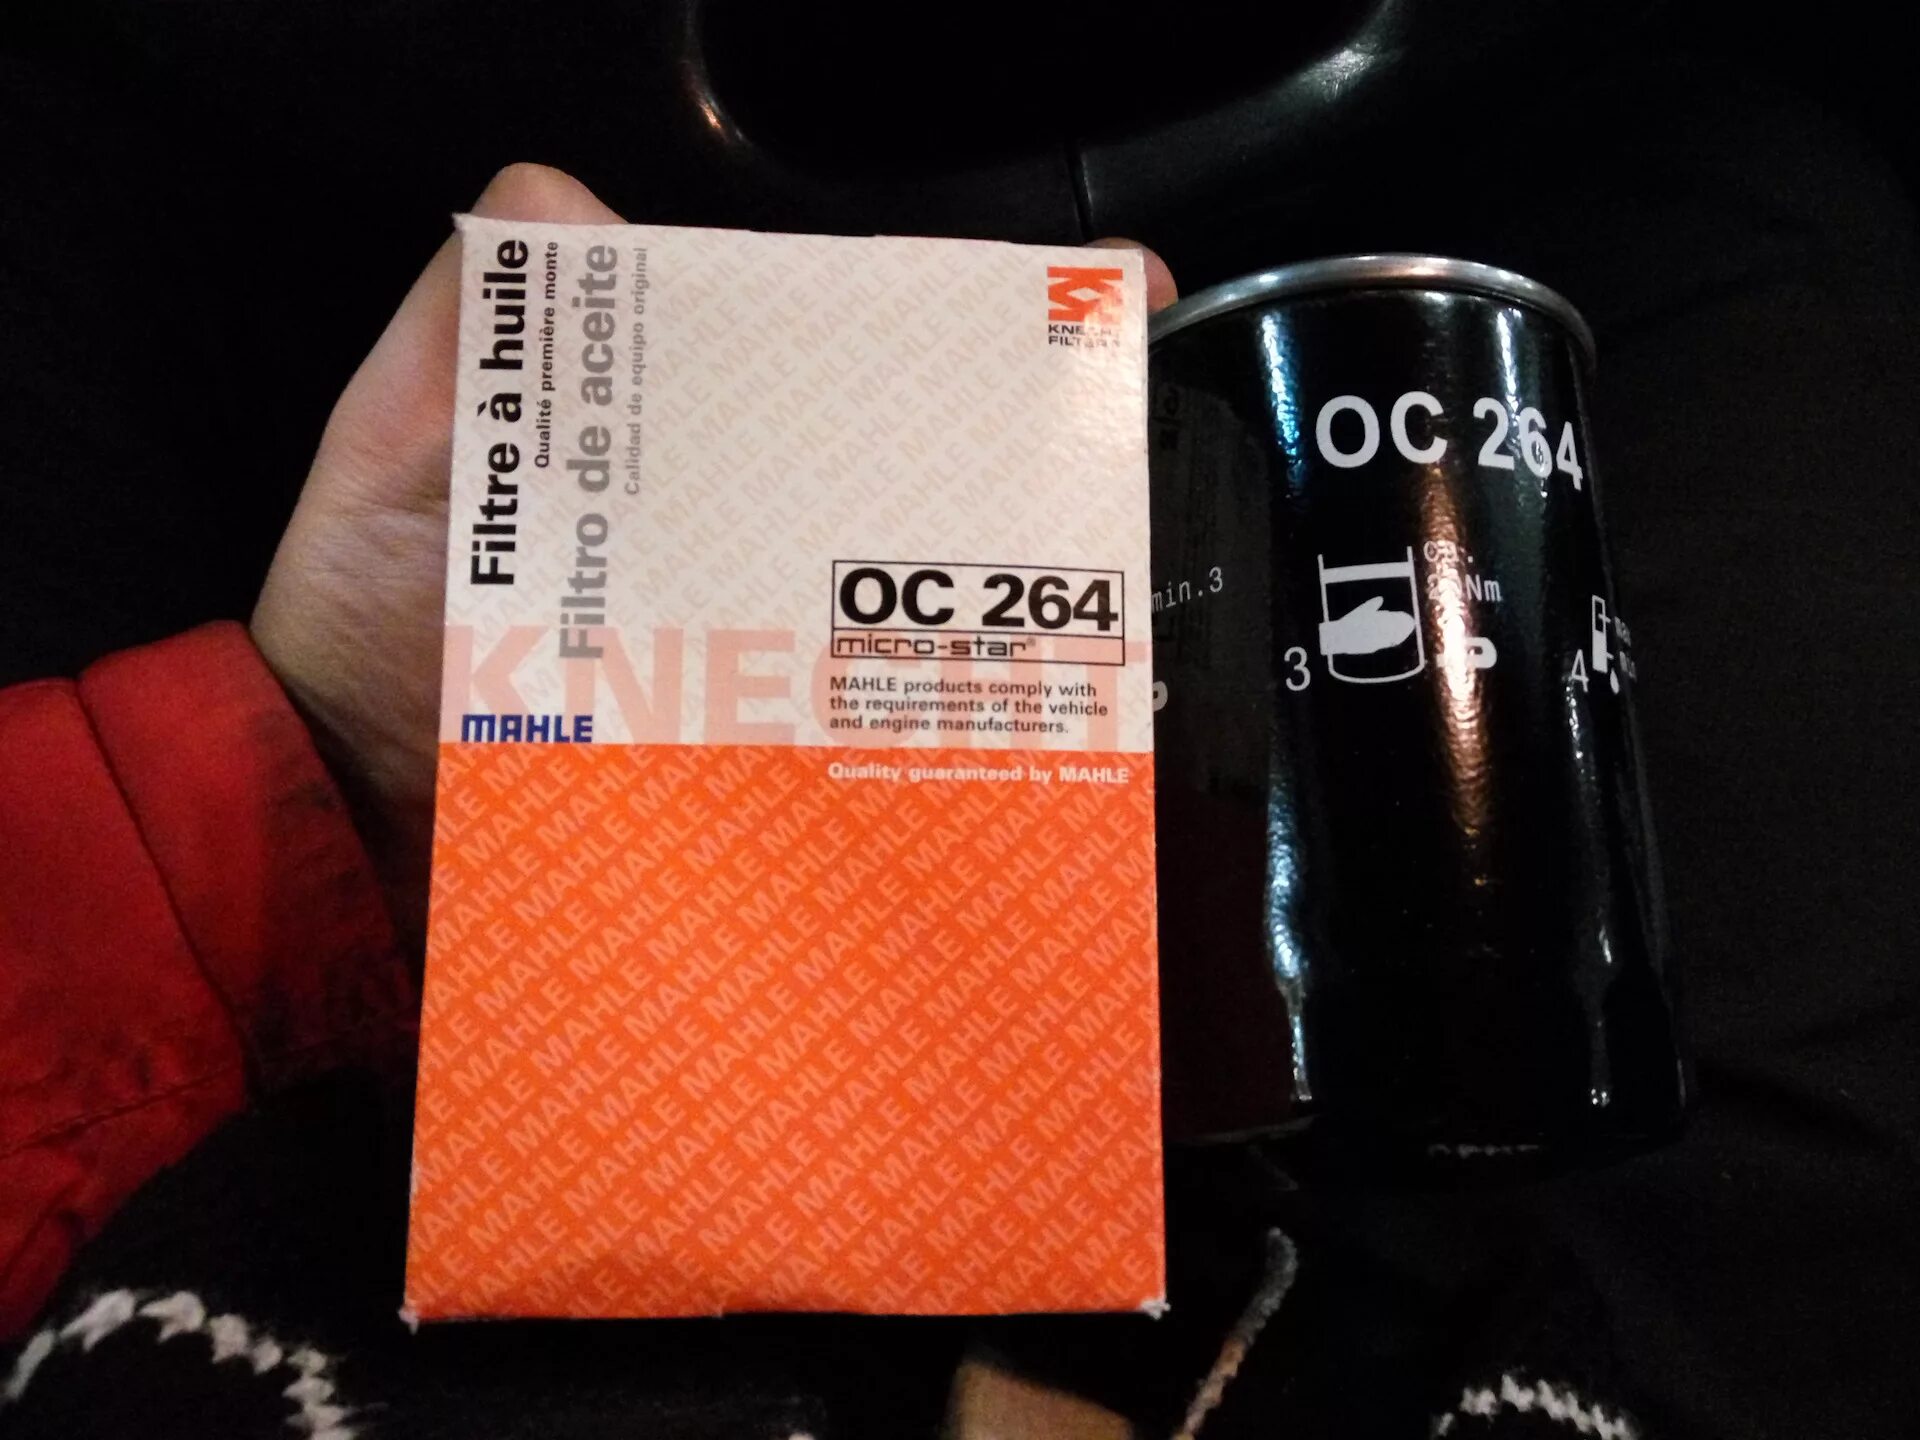 Filtre à huile
Qualité première monte
Filtro de aceite
Calidad de equipo original
KNECHT
FILTERS
OC 264
micro-star®
KNECHT
MAHLE products comply with
the requirements of the vehicle
and engine manufacturers.
MAHLE
Quality guaranteed by MAHLE
OC 264
min.3
Nm
3
4